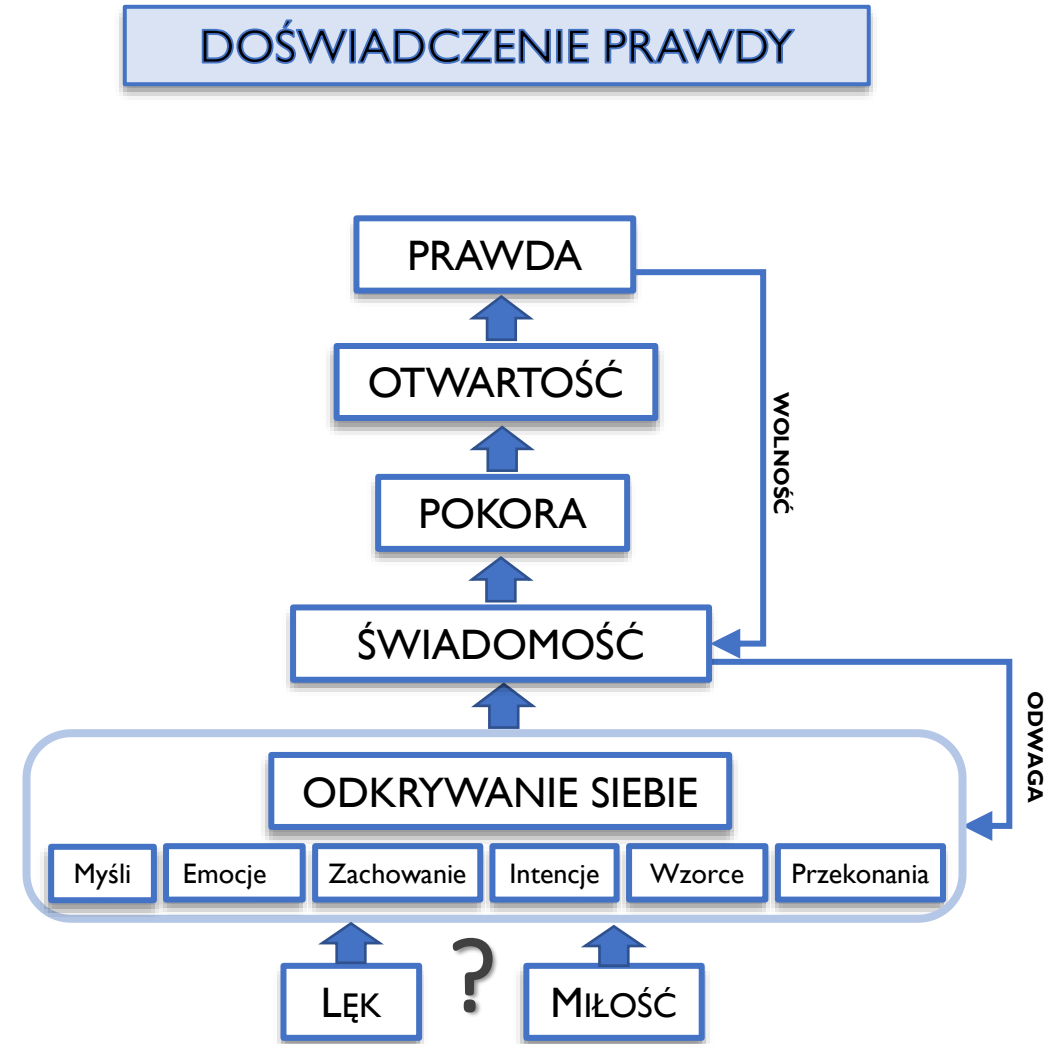 DOŚWIADCZENIE PRAWDY
PRAWDA
OTWARTOŚĆ
WOLNOŚĆ
POKORA
ŚWIADOMOŚĆ
ODWAGA
ODKRYWANIE SIEBIE
Myśli Emocje Zachowanie Intencje Wzorce Przekonania
LĘK ? MIŁOŚĆ